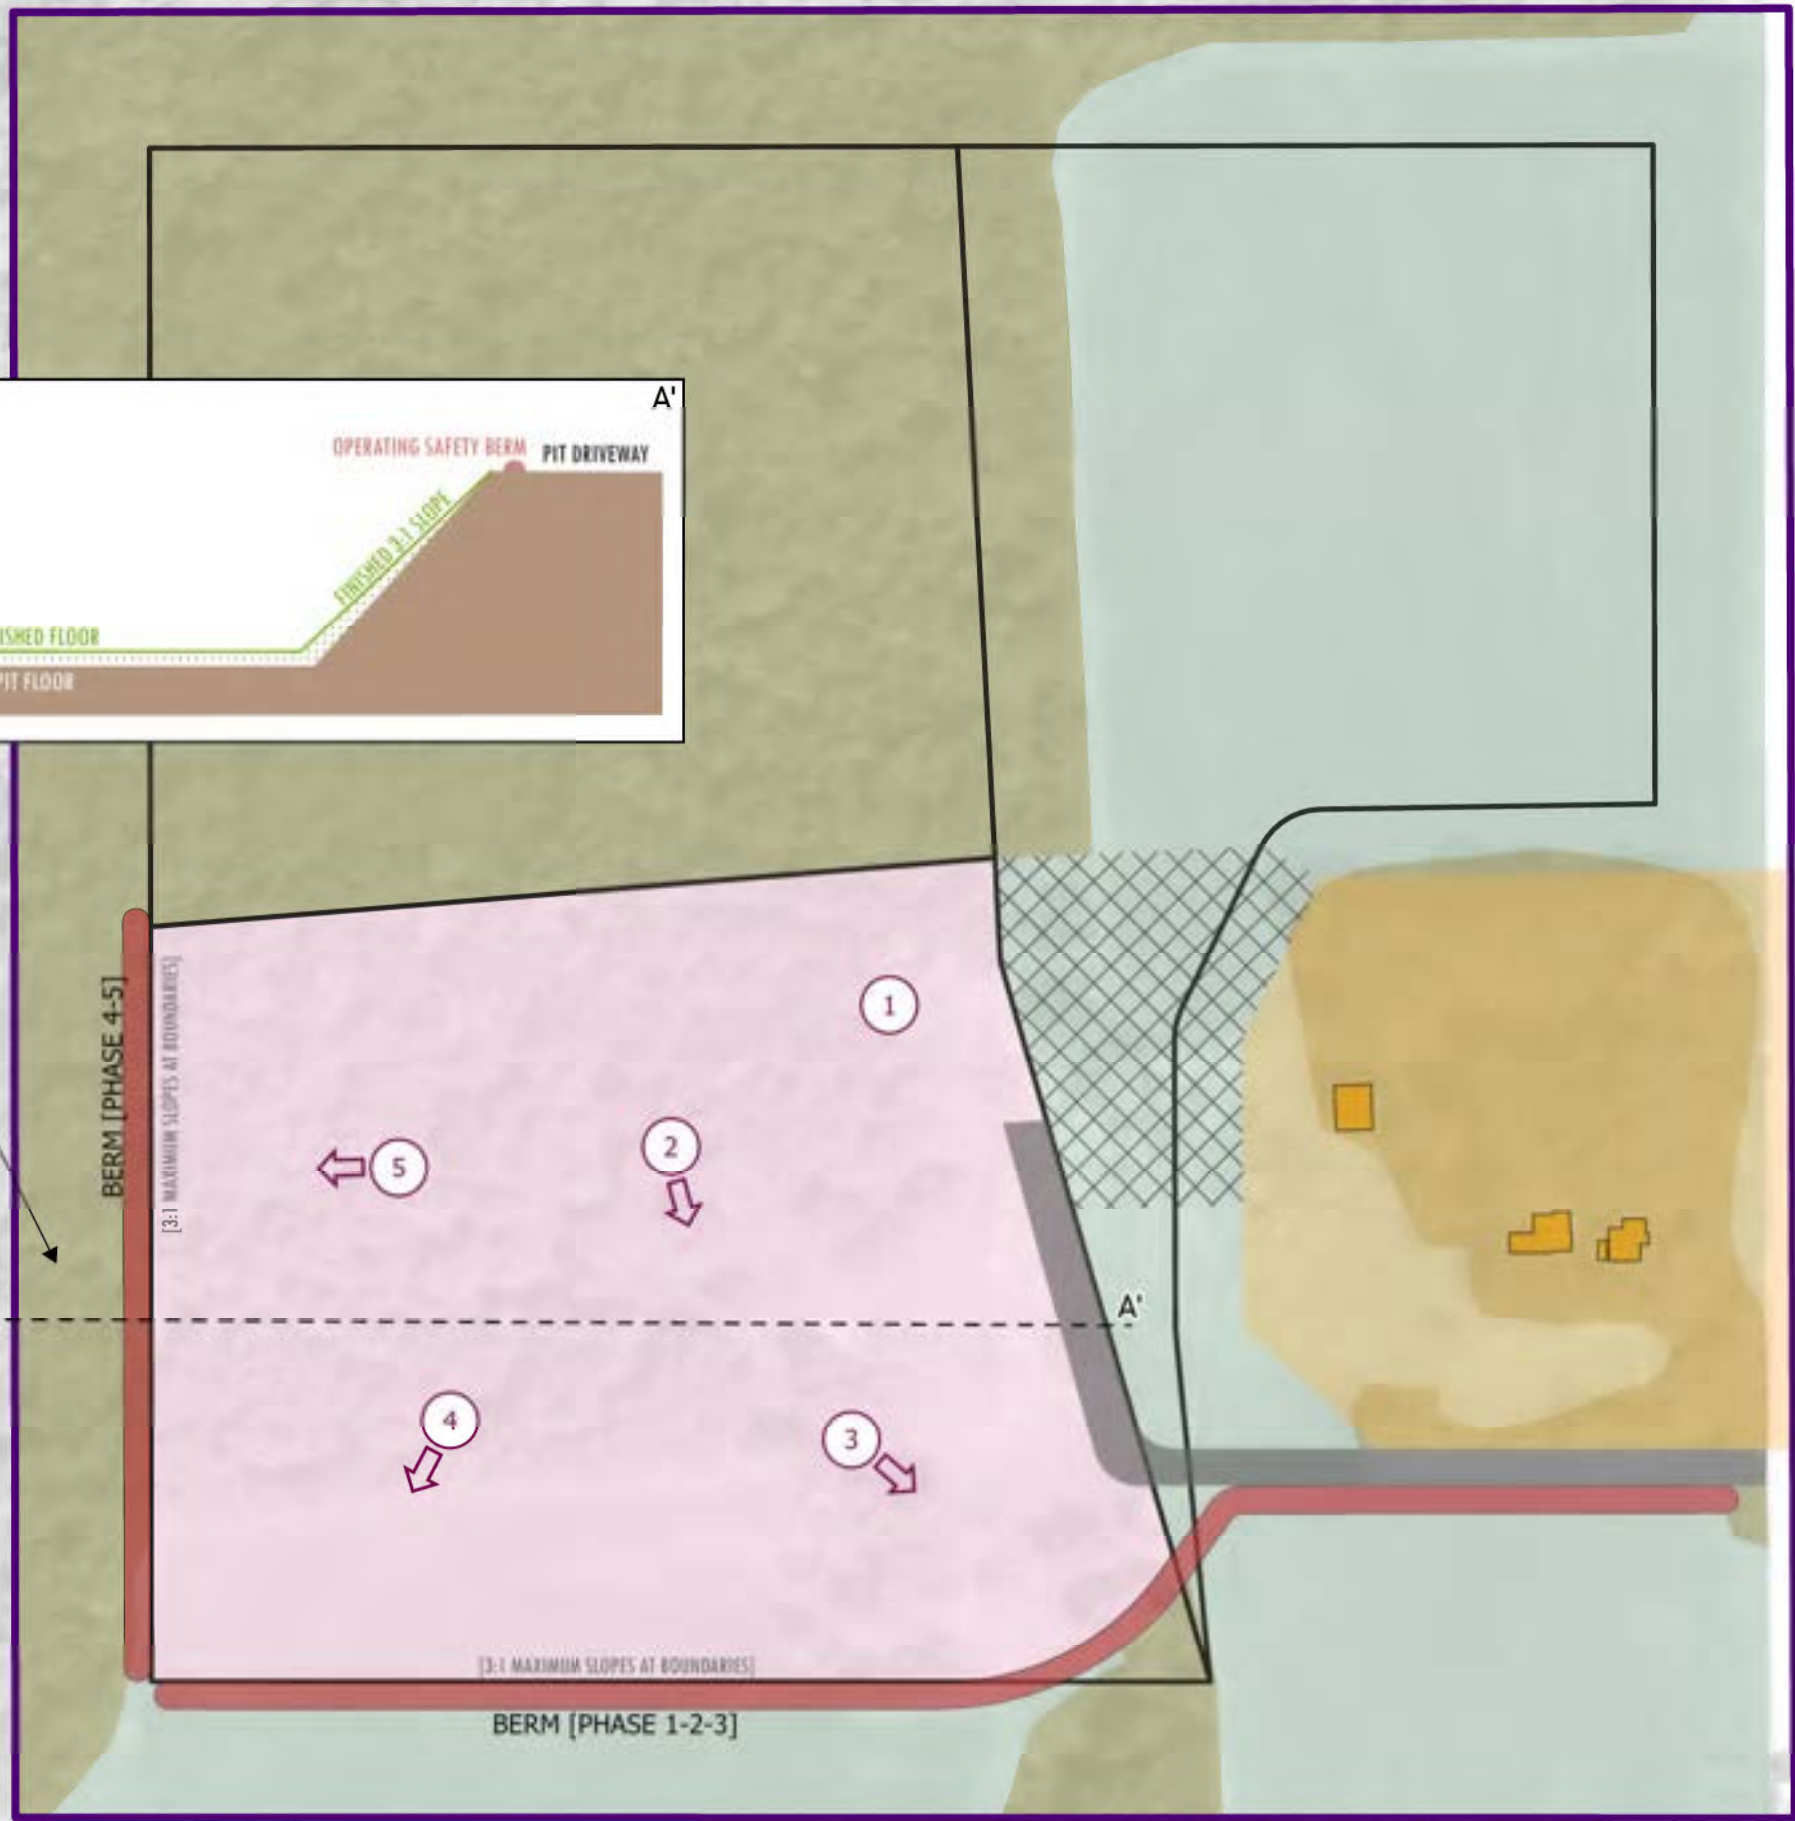 A'
OPERATING SAFETY BERM
PIT DRIVEWAY
FINISHED 3:1 SLOPE
ISHED FLOOR
PIT FLOOR
1
BERM [PHASE 4-5]
[3:1 MAXIMUM SLOPES AT BOUNDARIES]
2
5
A'
4
3
[3:1 MAXIMUM SLOPES AT BOUNDARIES]
BERM [PHASE 1-2-3]